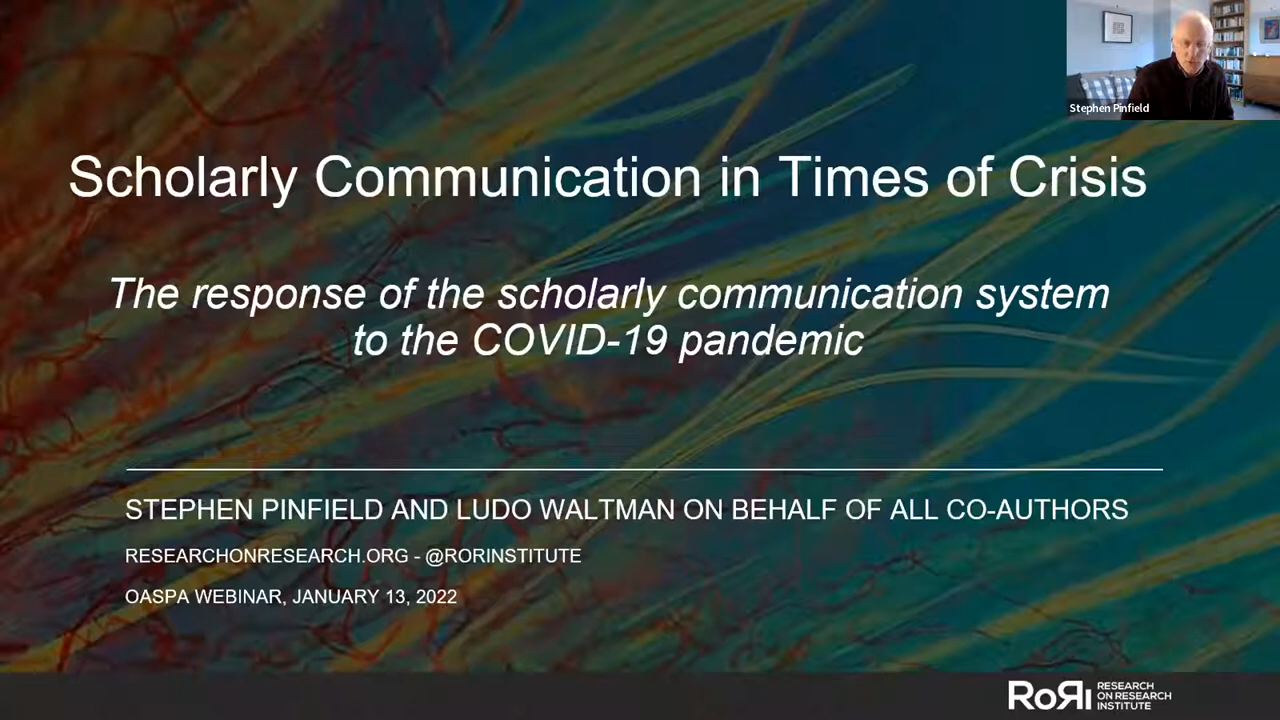 Stephen Pinfield
Scholarly Communication in Times of Crisis
The response of the scholarly communication system
to the COVID-19 pandemic
STEPHEN PINFIELD AND LUDO WALTMAN ON BEHALF OF ALL CO-AUTHORS
RESEARCHONRESEARCH.ORG - @RORINSTITUTE
OASPA WEBINAR, JANUARY 13, 2022
RoRI
RESEARCH
ON RESEARCH
INSTITUTE